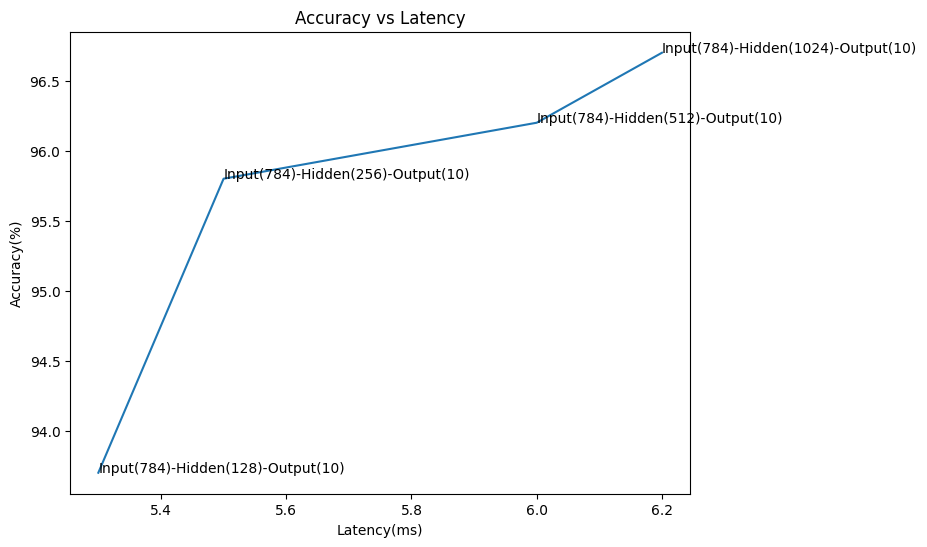 Accuracy vs Latency
Input(784)-Hidden(1024)-Output(10)
96.5
Input(784)-Hidden(512)-Output(10)
96.0
Input(784)-Hidden(256)-Output(10)
95.5
Accuracy(%)
95.0
94.5
94.0
Input(784)-Hidden(128)-Output(10)
5.4 5.6 5.8 6.0 6.2
Latency(ms)